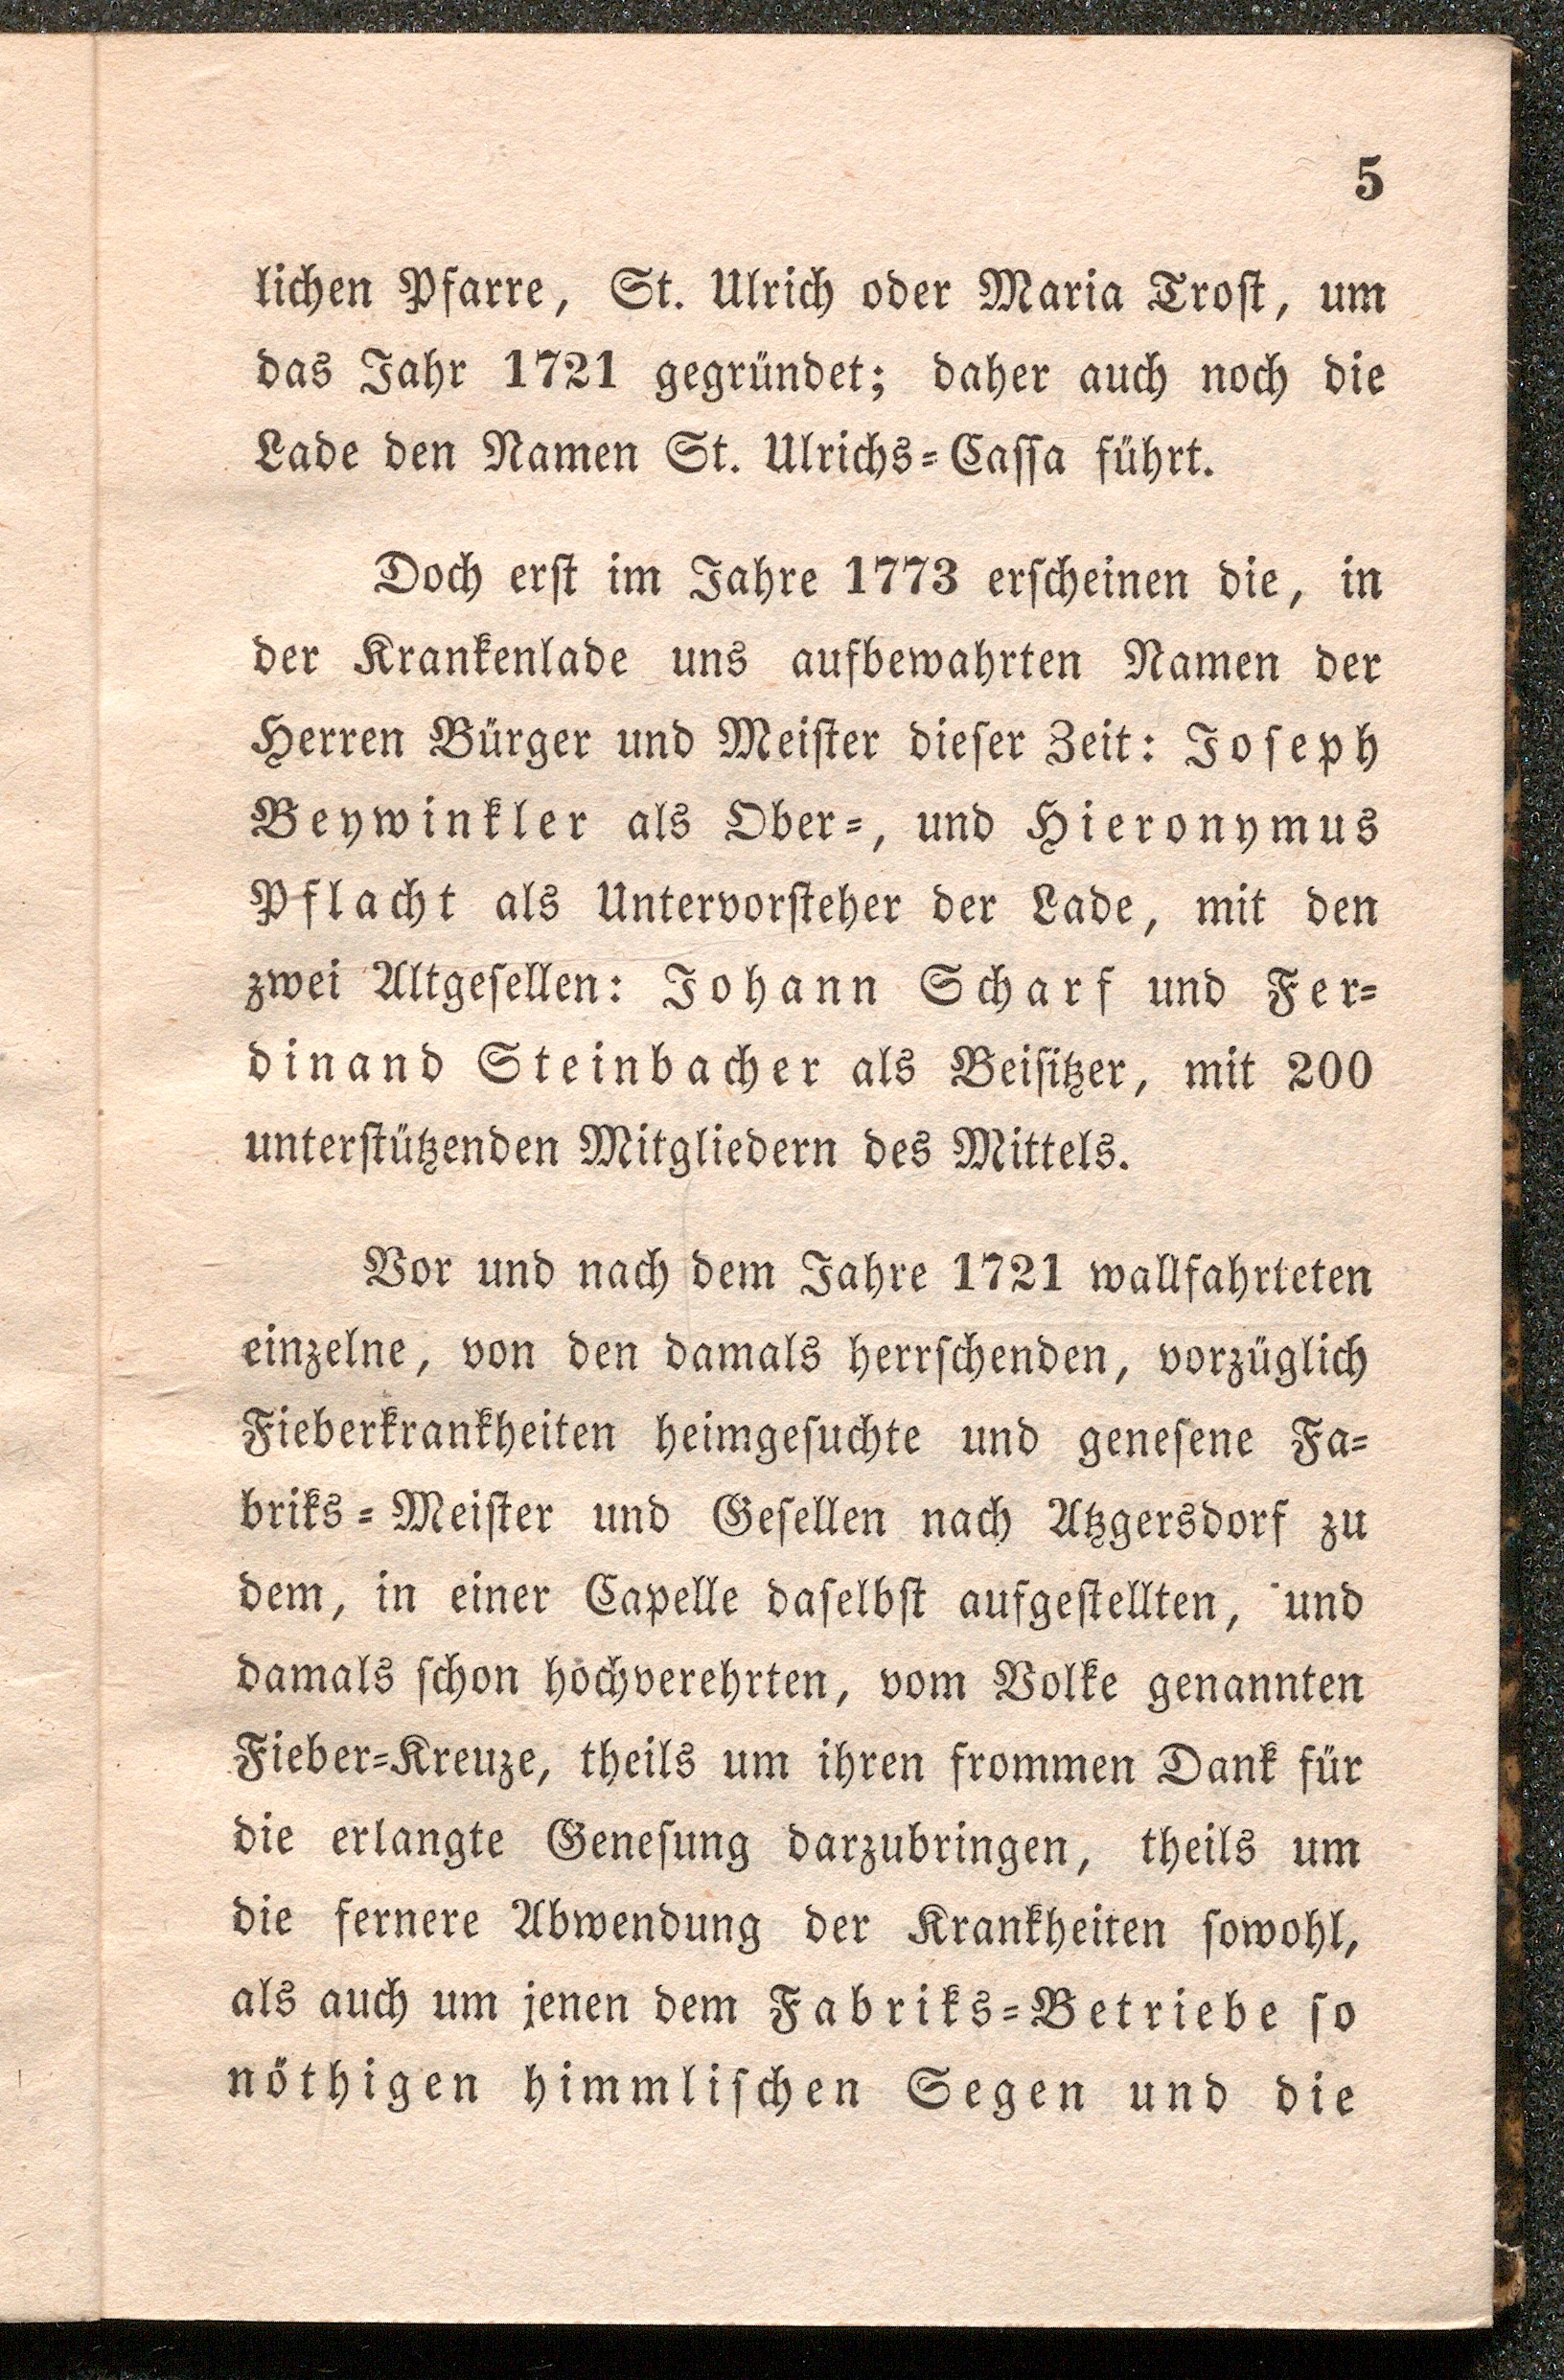 5
lichen Pfarre, St. Ulrich oder Maria Trost, um
das Jahr 1721 gegründet; daher auch noch die
Lade den Namen St. Ulrichs-Cassa führt.
Doch erst im Jahre 1773 erscheinen die, in
der Krankenlade uns aufbewahrten Namen der
Herren Bürger und Meister dieser Zeit: Joseph
Beywinkler als Ober-, und Hieronymus
Pflacht als Untervorsteher der Lade, mit den
zwei Altgesellen: Johann Scharf und Fer-
dinand Steinbacher als Beisitzer, mit 200
unterstützenden Mitgliedern des Mittels.
Vor und nach dem Jahre 1721 wallfahrteten
einzelne, von den damals herrschenden, vorzüglich
Fieberkrankheiten heimgesuchte und genesene Fa-
briks-Meister und Gesellen nach Atzgersdorf zu
dem, in einer Capelle daselbst aufgestellten, und
damals schon hochverehrten, vom Volke genannten
Fieber-Kreuze, theils um ihren frommen Dank für
die erlangte Genesung darzubringen, theils um
die fernere Abwendung der Krankheiten sowohl,
als auch um jenen dem Fabriks-Betriebe so
nöthigen himmlischen Segen und die